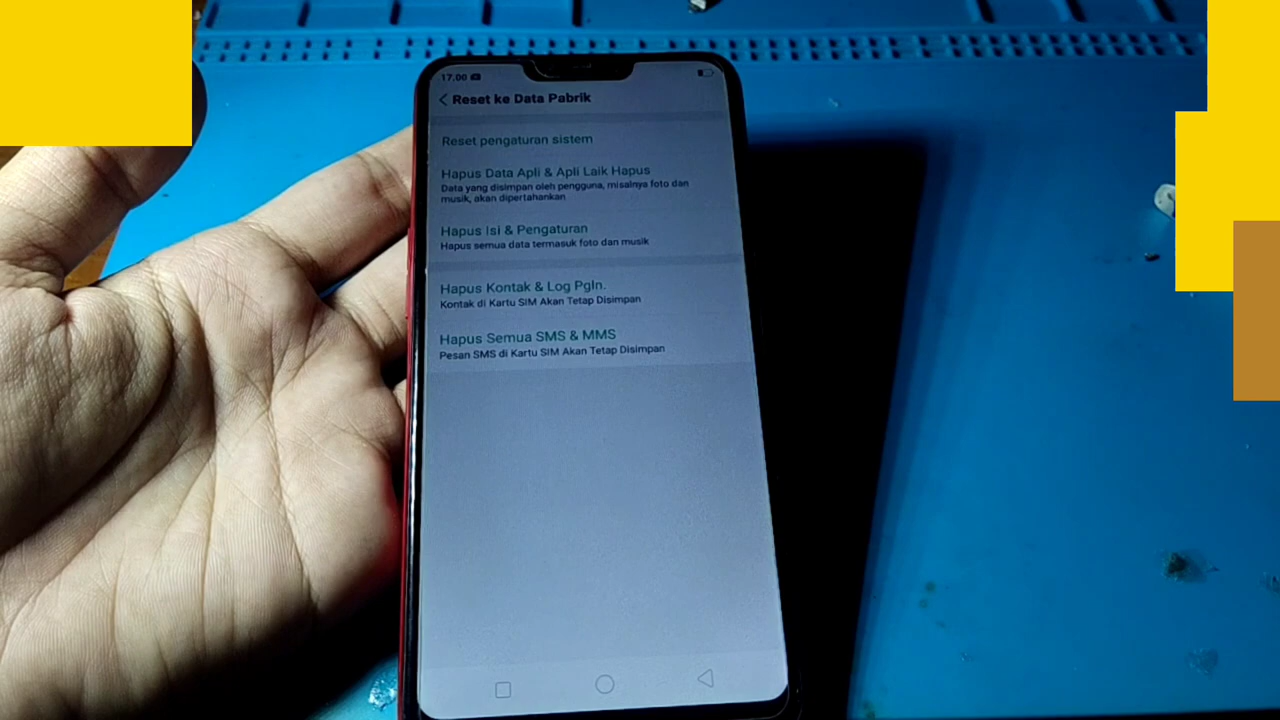 17.00
Reset ke Data Pabrik
Reset pengaturan sistem
Hapus Data Apli & Apli Laik Hapus
Data yang disimpan oleh pengguna, misalnya foto dan
musik, akan dipertahankan
Hapus Isi & Pengaturan
Hapus semua data termasuk foto dan musik
Hapus Kontak & Log Pgln.
Kontak di Kartu SIM Akan Tetap Disimpan
Hapus Semua SMS & MMS
Pesan SMS di Kartu SIM Akan Tetap Disimpan